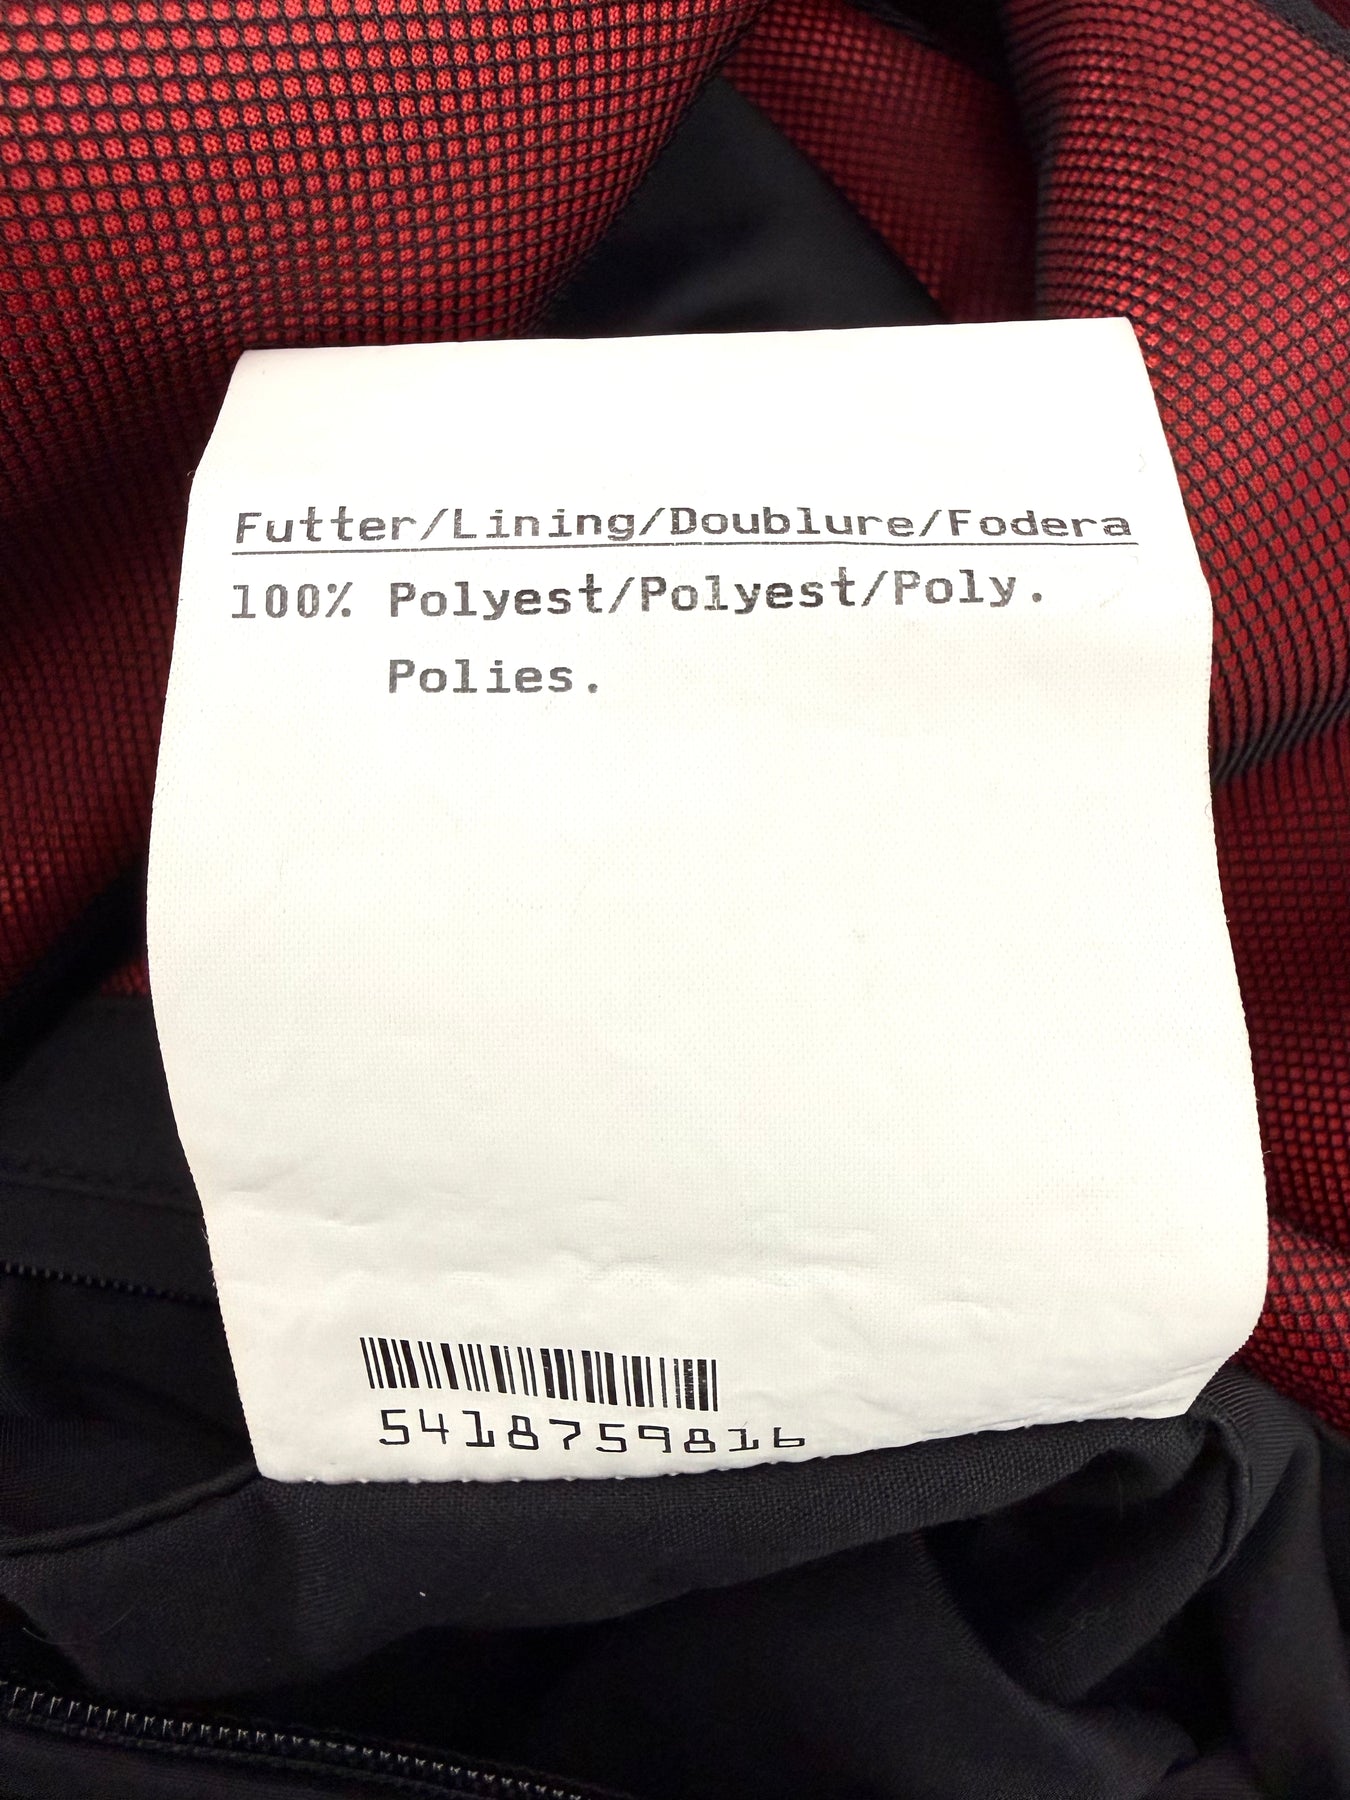 Futter/Lining/Doublure/Fodera
100% Polyest/Polyest/Poly.
Polies.
5418759816